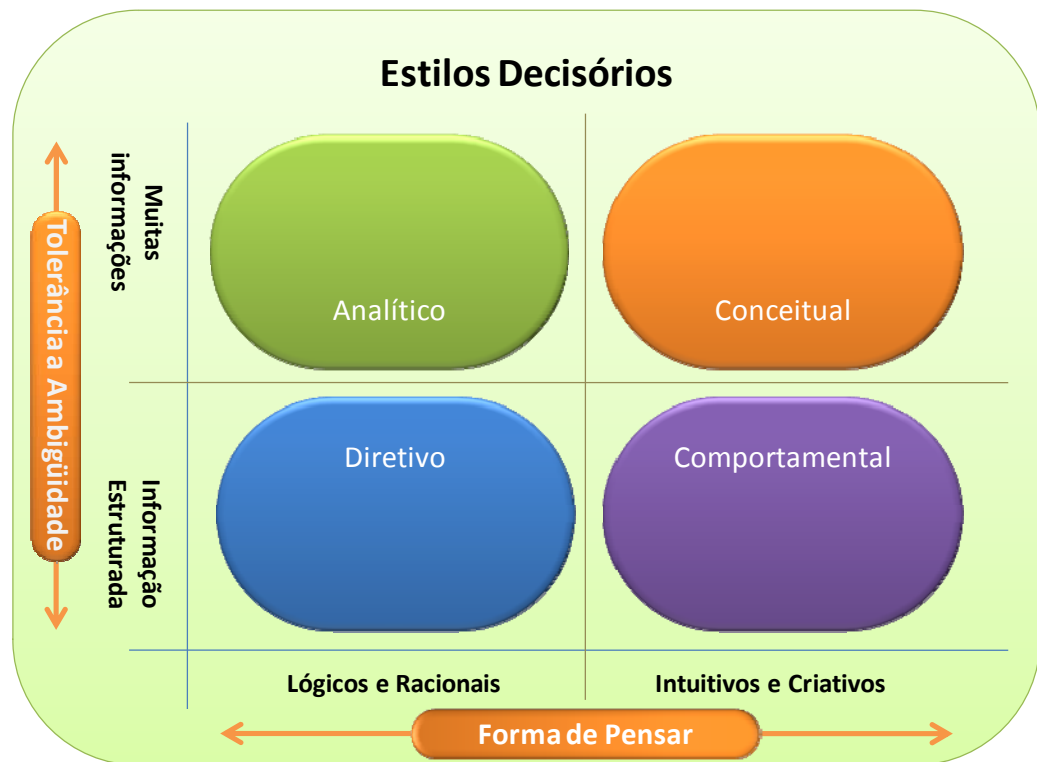 Estilos Decisórios
Tolerância a Ambigüidade
Muitas
informações
Analítico
Conceitual
Informação
Estruturada
Diretivo
Comportamental
Lógicos e Racionais
Intuitivos e Criativos
Forma de Pensar